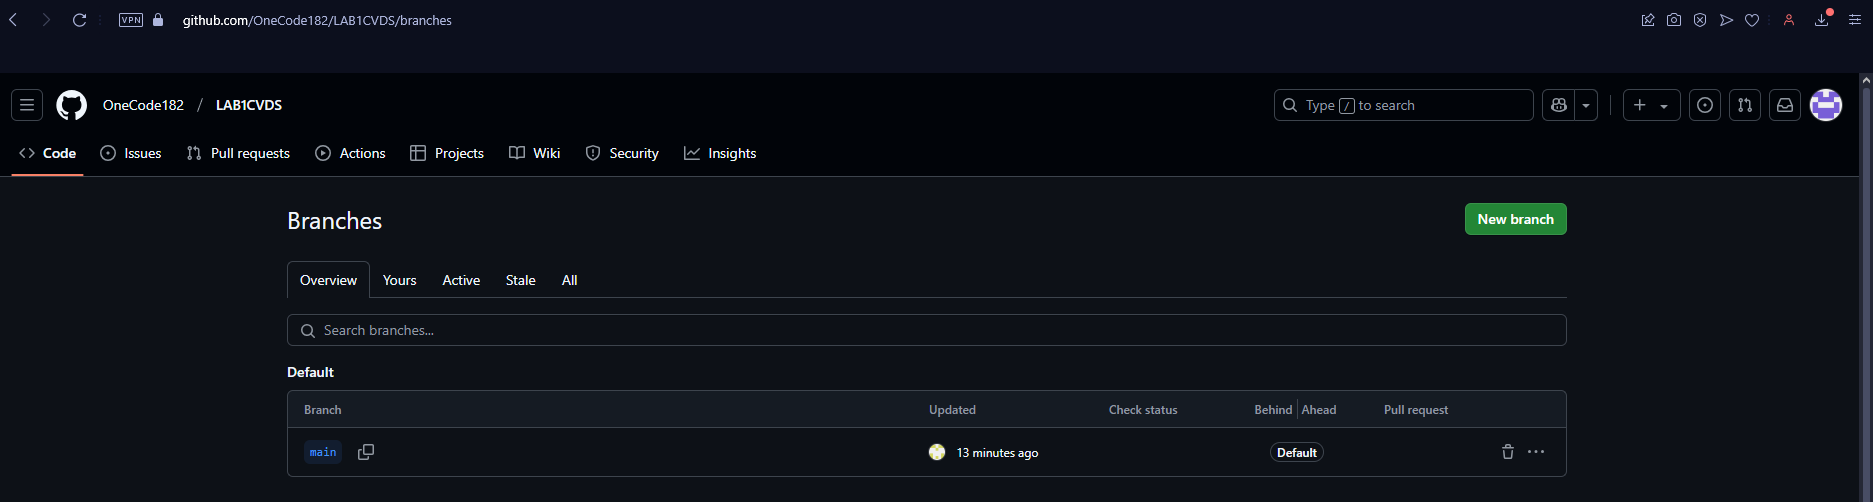 VPN github.com/OneCode182/LAB1CVDS/branches
OneCode182 / LAB1CVDS Type / to search
Code Issues Pull requests Actions Projects Wiki Security Insights
Branches New branch
Overview Yours Active Stale All
Search branches...
Default
Branch Updated Check status Behind Ahead Pull request
main 13 minutes ago Default